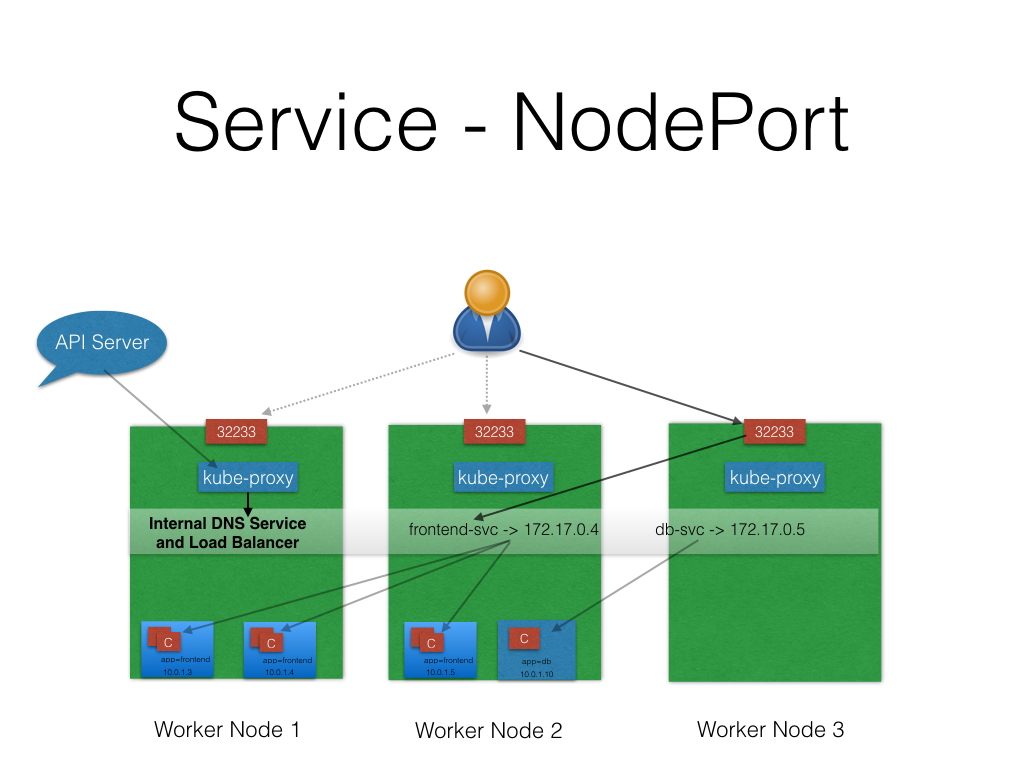 Service - NodePort
API Server
32233
32233
32233
kube-proxy
kube-proxy
kube-proxy
Internal DNS Service
and Load Balancer
frontend-svc -> 172.17.0.4
db-svc -> 172.17.0.5
C
app=frontend
10.0.1.3
C
app=frontend
10.0.1.4
C
app=frontend
10.0.1.5
C
app=db
10.0.1.10
Worker Node 1
Worker Node 2
Worker Node 3